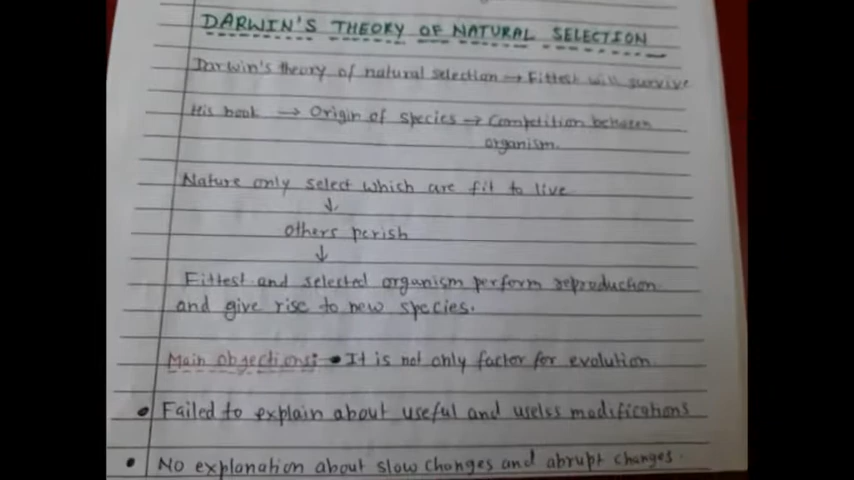 DARWIN'S THEORY OF NATURAL SELECTION
Darwin's theory of natural selection → Fittest will survive
His book → Origin of species → Competition between
organism.
Nature only select which are fit to live
↓
others perish
↓
Fittest and selected organism perform reproduction
and give rise to new species.
Main objections:- • It is not only factor for evolution
• Failed to explain about useful and useless modifications
• No explanation about slow changes and abrupt changes.